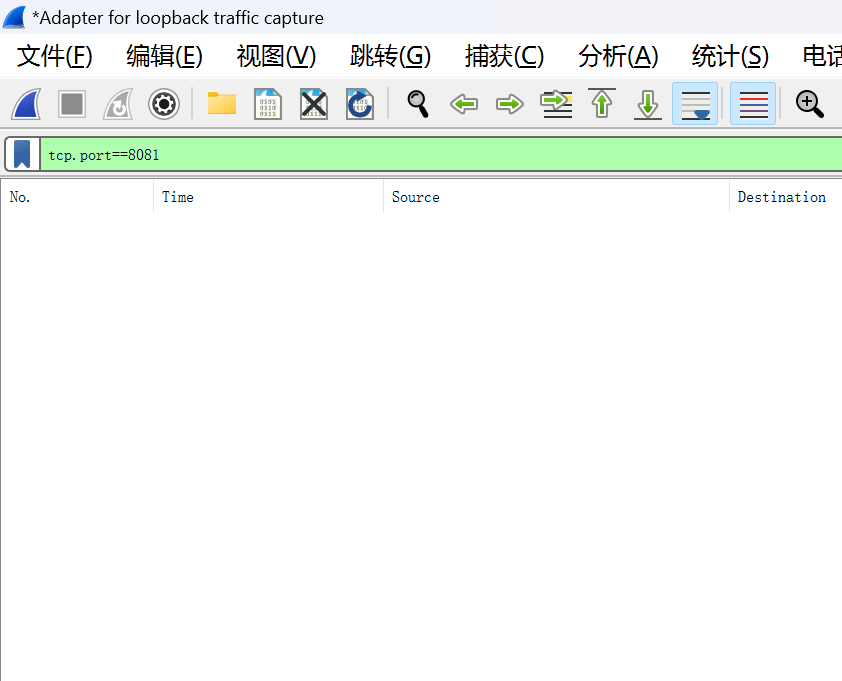 *Adapter for loopback traffic capture
文件(F) 编辑(E) 视图(V) 跳转(G) 捕获(C) 分析(A) 统计(S) 电话
tcp.port==8081
No. Time Source Destination